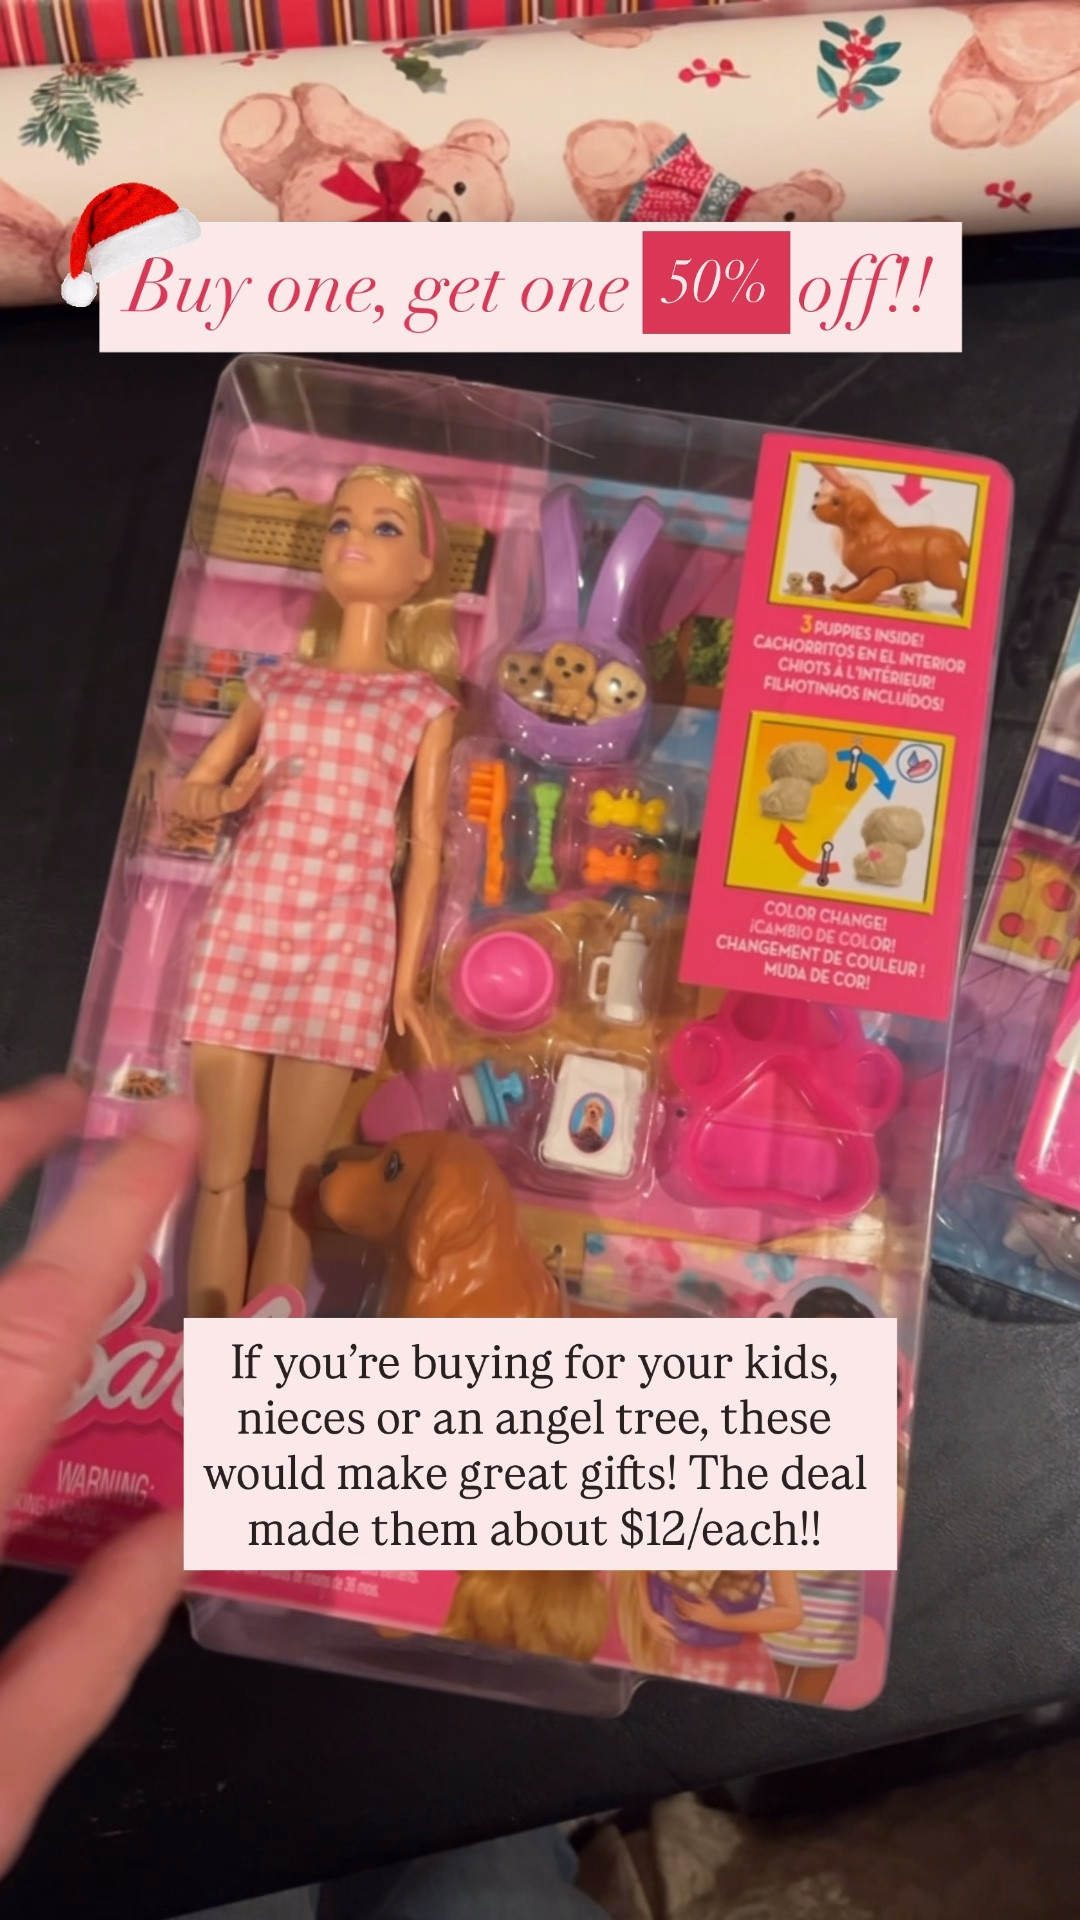 Buy one, get one 50% off!!
3 PUPPIES INSIDE!
CACHORRITOS EN EL INTERIOR
CHIOTS À L'INTÉRIEUR!
FILHOTINHOS INCLUÍDOS!
COLOR CHANGE!
¡CAMBIO DE COLOR!
CHANGEMENT DE COULEUR !
MUDA DE COR!
If you’re buying for your kids,
nieces or an angel tree, these
would make great gifts! The deal
made them about $12/each!!
WARNING:
de 36